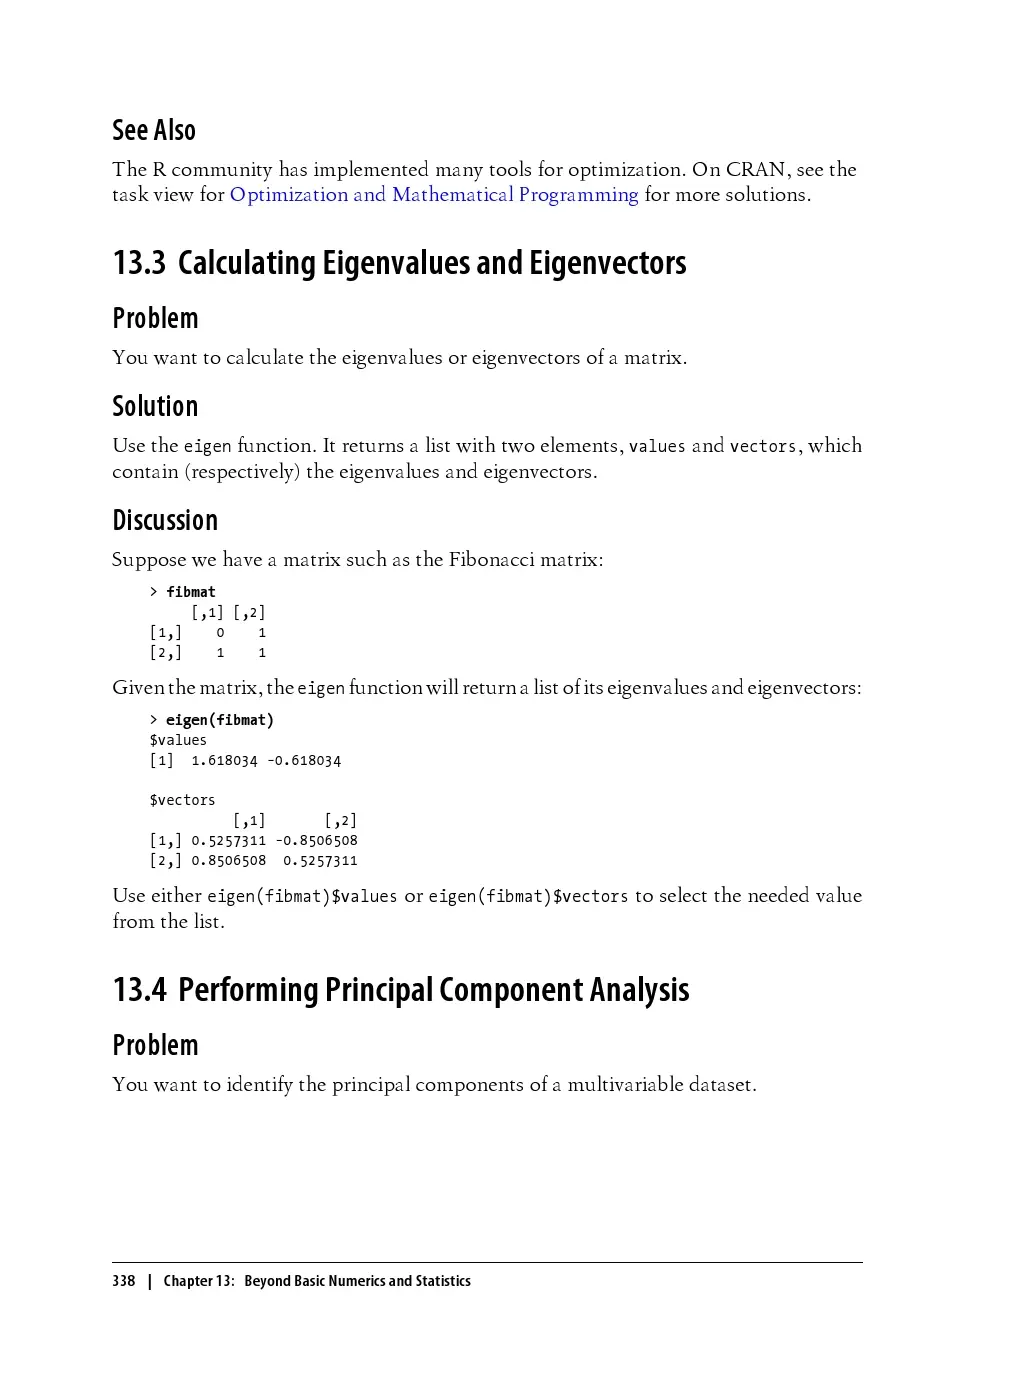 See Also
The R community has implemented many tools for optimization. On CRAN, see the
task view for Optimization and Mathematical Programming for more solutions.
13.3 Calculating Eigenvalues and Eigenvectors
Problem
You want to calculate the eigenvalues or eigenvectors of a matrix.
Solution
Use the eigen function. It returns a list with two elements, values and vectors, which
contain (respectively) the eigenvalues and eigenvectors.
Discussion
Suppose we have a matrix such as the Fibonacci matrix:
> fibmat
     [,1] [,2]
[1,]    0    1
[2,]    1    1
Given the matrix, the eigen function will return a list of its eigenvalues and eigenvectors:
> eigen(fibmat)
$values
[1]  1.618034 -0.618034
$vectors
          [,1]       [,2]
[1,] 0.5257311 -0.8506508
[2,] 0.8506508  0.5257311
Use either eigen(fibmat)$values or eigen(fibmat)$vectors to select the needed value
from the list.
13.4 Performing Principal Component Analysis
Problem
You want to identify the principal components of a multivariable dataset.
338 | Chapter 13: Beyond Basic Numerics and Statistics